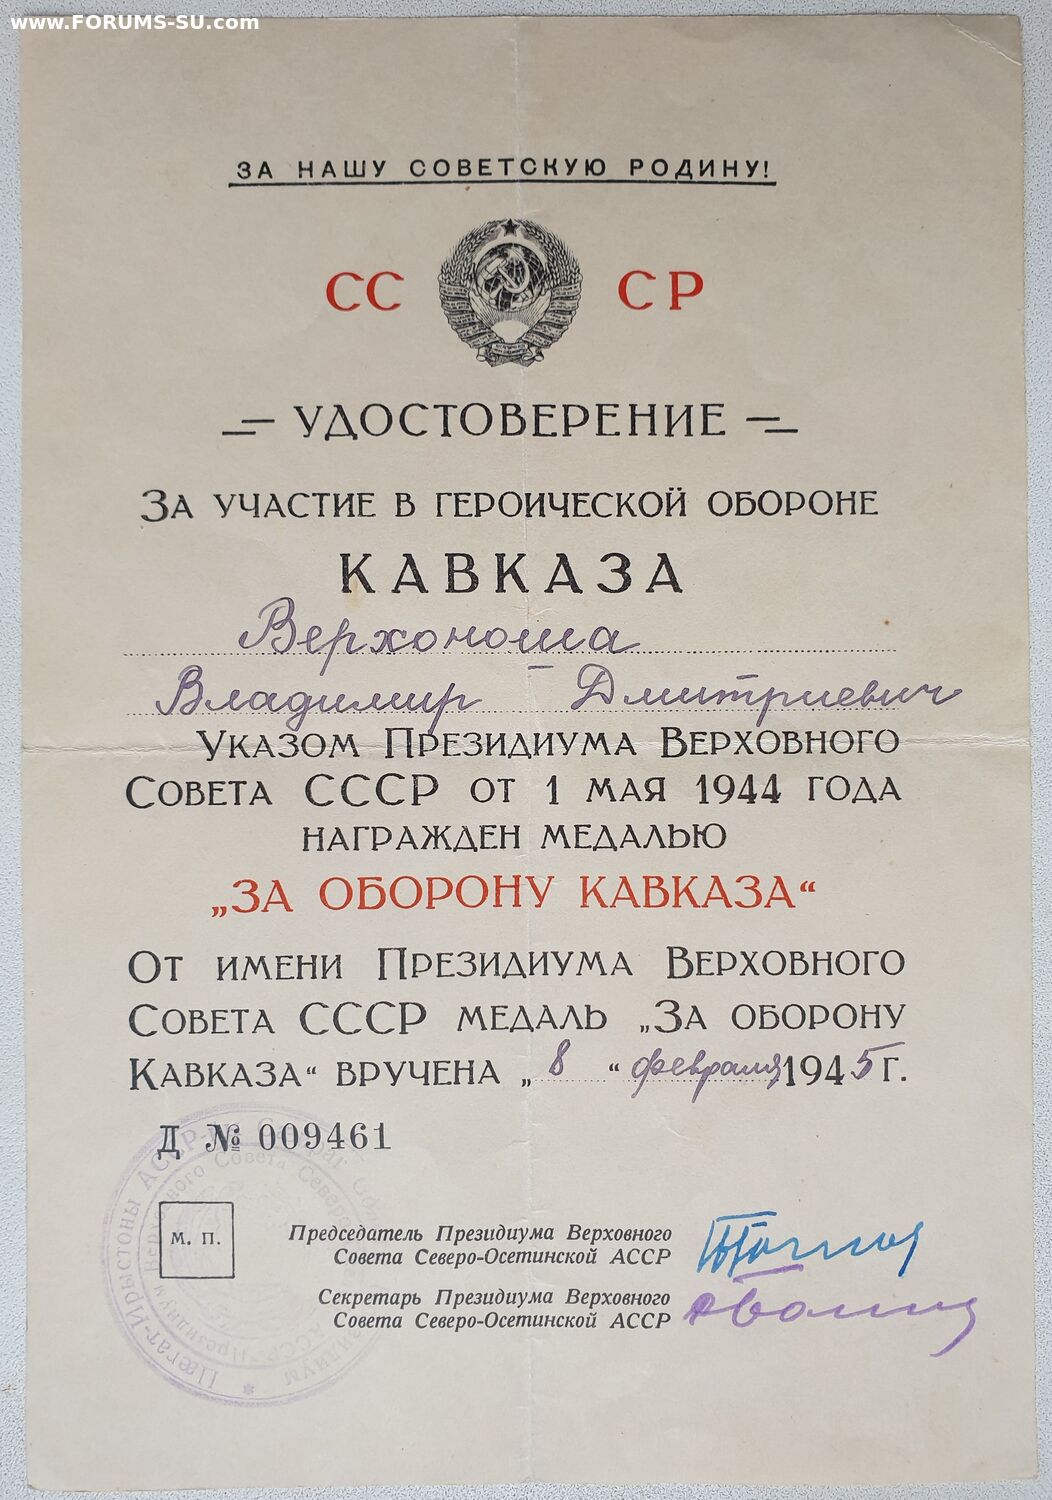 www.FORUMS-SU.com
ЗА НАШУ СОВЕТСКУЮ РОДИНУ!
СС СР
УДОСТОВЕРЕНИЕ
ЗА УЧАСТИЕ В ГЕРОИЧЕСКОЙ ОБОРОНЕ
КАВКАЗА
Верхоноша
Владимир Дмитриевич
УКАЗОМ ПРЕЗИДИУМА ВЕРХОВНОГО
СОВЕТА СССР ОТ 1 МАЯ 1944 ГОДА
НАГРАЖДЕН МЕДАЛЬЮ
„ЗА ОБОРОНУ КАВКАЗА“
ОТ ИМЕНИ ПРЕЗИДИУМА ВЕРХОВНОГО
СОВЕТА СССР МЕДАЛЬ „ЗА ОБОРОНУ
КАВКАЗА“ ВРУЧЕНА „8“ февраля 1945 Г.
Д № 009461
М. П.
Председатель Президиума Верховного
Совета Северо-Осетинской АССР
Секретарь Президиума Верховного
Совета Северо-Осетинской АССР
Цæгат-Ирыстоны АССР